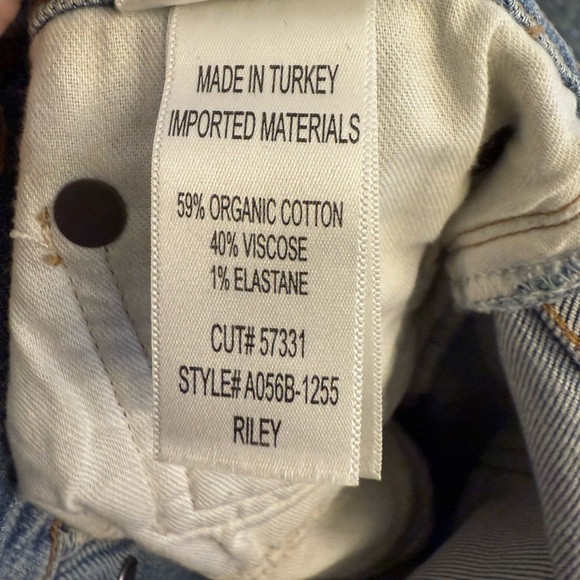 MADE IN TURKEY
IMPORTED MATERIALS
59% ORGANIC COTTON
40% VISCOSE
1% ELASTANE
CUT# 57331
STYLE# A056B-1255
RILEY